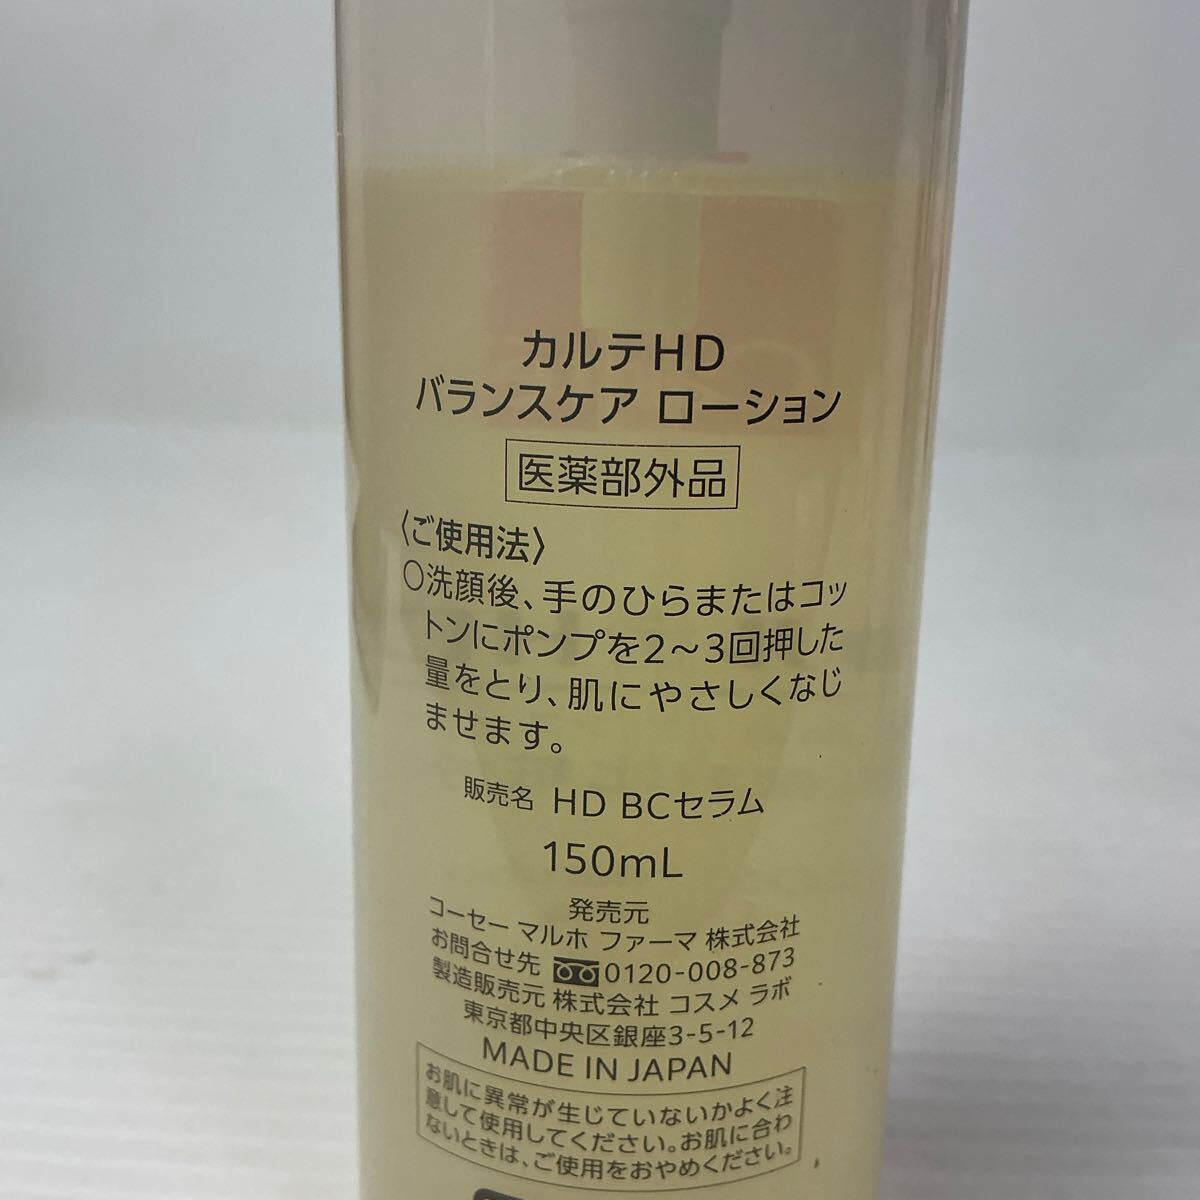 カルテHD
バランスケア ローション
医薬部外品
〈ご使用法〉
○洗顔後、手のひらまたはコッ
トンにポンプを2～3回押した
量をとり、肌にやさしくなじ
ませます。
販売名 HD BCセラム
150mL
発売元
コーセー マルホ ファーマ 株式会社
お問合せ先 0120-008-873
製造販売元 株式会社 コスメ ラボ
東京都中央区銀座3-5-12
MADE IN JAPAN
お肌に異常が生じていないかよく注
意して使用してください。お肌に合わ
ないときは、ご使用をおやめください。